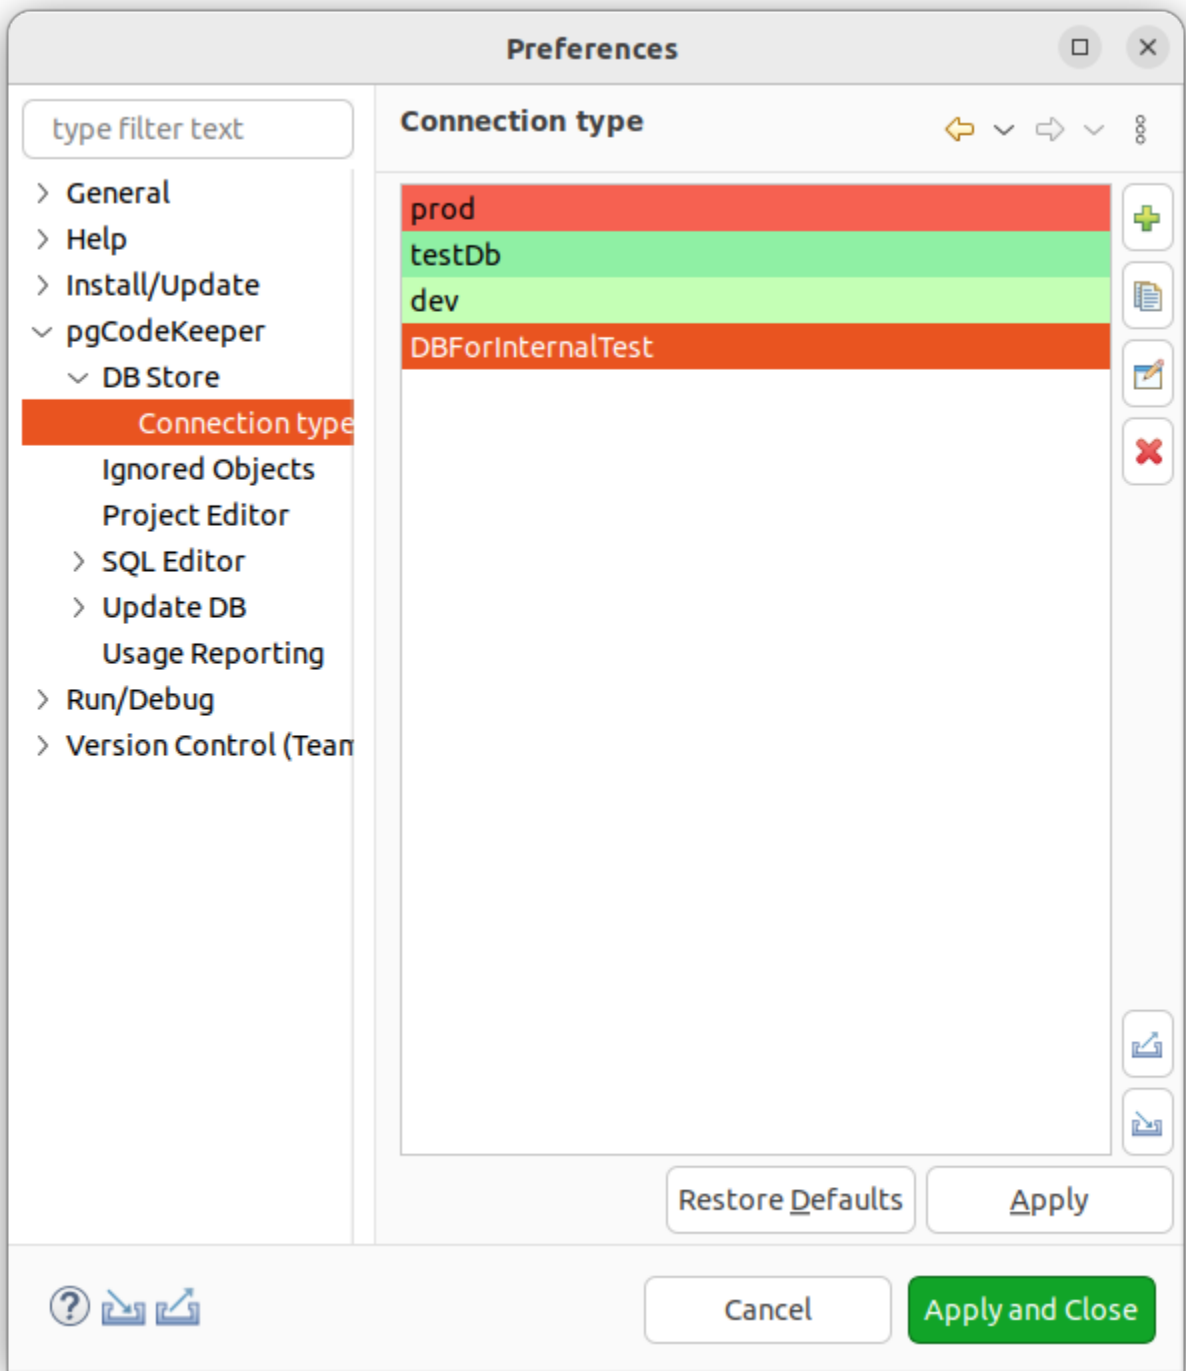 Preferences
type filter text
General
Help
Install/Update
pgCodeKeeper
DB Store
Connection type
Ignored Objects
Project Editor
SQL Editor
Update DB
Usage Reporting
Run/Debug
Version Control (Team
Connection type
prod
testDb
dev
DBForInternalTest
Restore Defaults
Apply
Cancel
Apply and Close